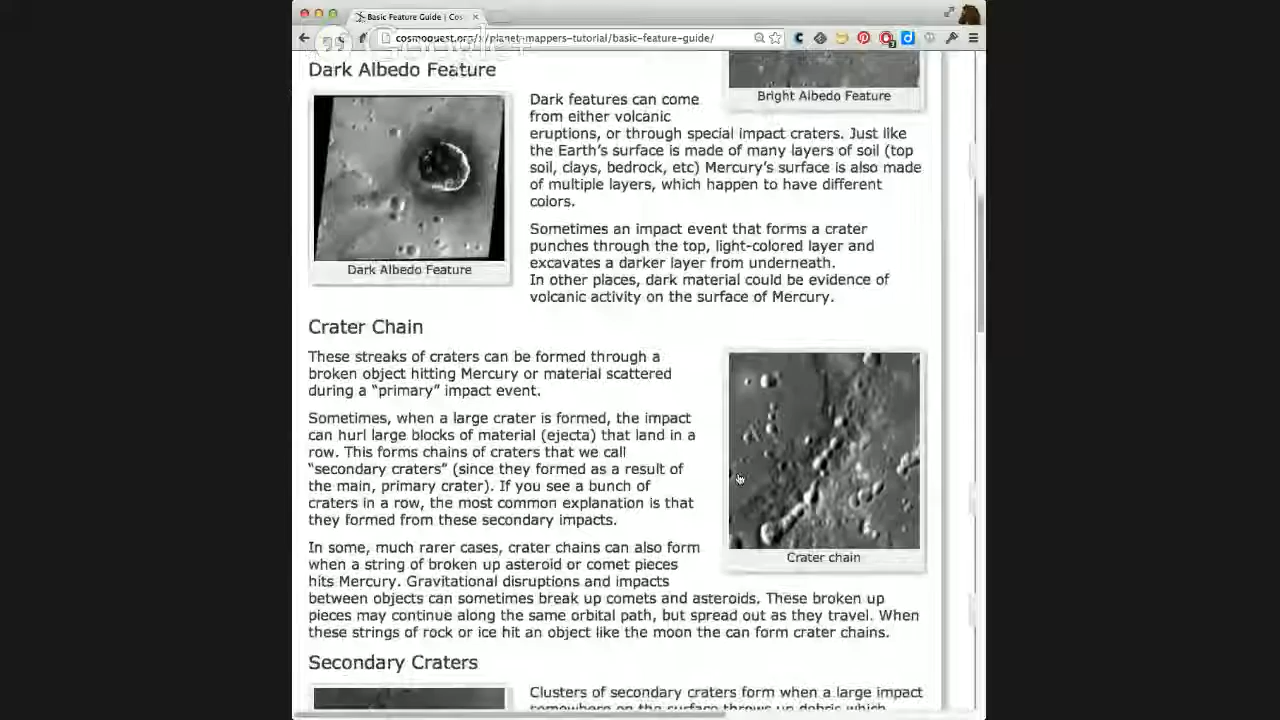 Basic Feature Guide | Cos
cosmoquest.org/x/planet-mappers-tutorial/basic-feature-guide/
Google+
Dark Albedo Feature
Bright Albedo Feature
Dark features can come
from either volcanic
eruptions, or through special impact craters. Just like
the Earth's surface is made of many layers of soil (top
soil, clays, bedrock, etc) Mercury's surface is also made
of multiple layers, which happen to have different
colors.
Sometimes an impact event that forms a crater
punches through the top, light-colored layer and
excavates a darker layer from underneath.
In other places, dark material could be evidence of
volcanic activity on the surface of Mercury.
Dark Albedo Feature
Crater Chain
These streaks of craters can be formed through a
broken object hitting Mercury or material scattered
during a “primary” impact event.
Sometimes, when a large crater is formed, the impact
can hurl large blocks of material (ejecta) that land in a
row. This forms chains of craters that we call
“secondary craters” (since they formed as a result of
the main, primary crater). If you see a bunch of
craters in a row, the most common explanation is that
they formed from these secondary impacts.
Crater chain
In some, much rarer cases, crater chains can also form
when a string of broken up asteroid or comet pieces
hits Mercury. Gravitational disruptions and impacts
between objects can sometimes break up comets and asteroids. These broken up
pieces may continue along the same orbital path, but spread out as they travel. When
these strings of rock or ice hit an object like the moon the can form crater chains.
Secondary Craters
Clusters of secondary craters form when a large impact
somewhere on the surface throws up debris which